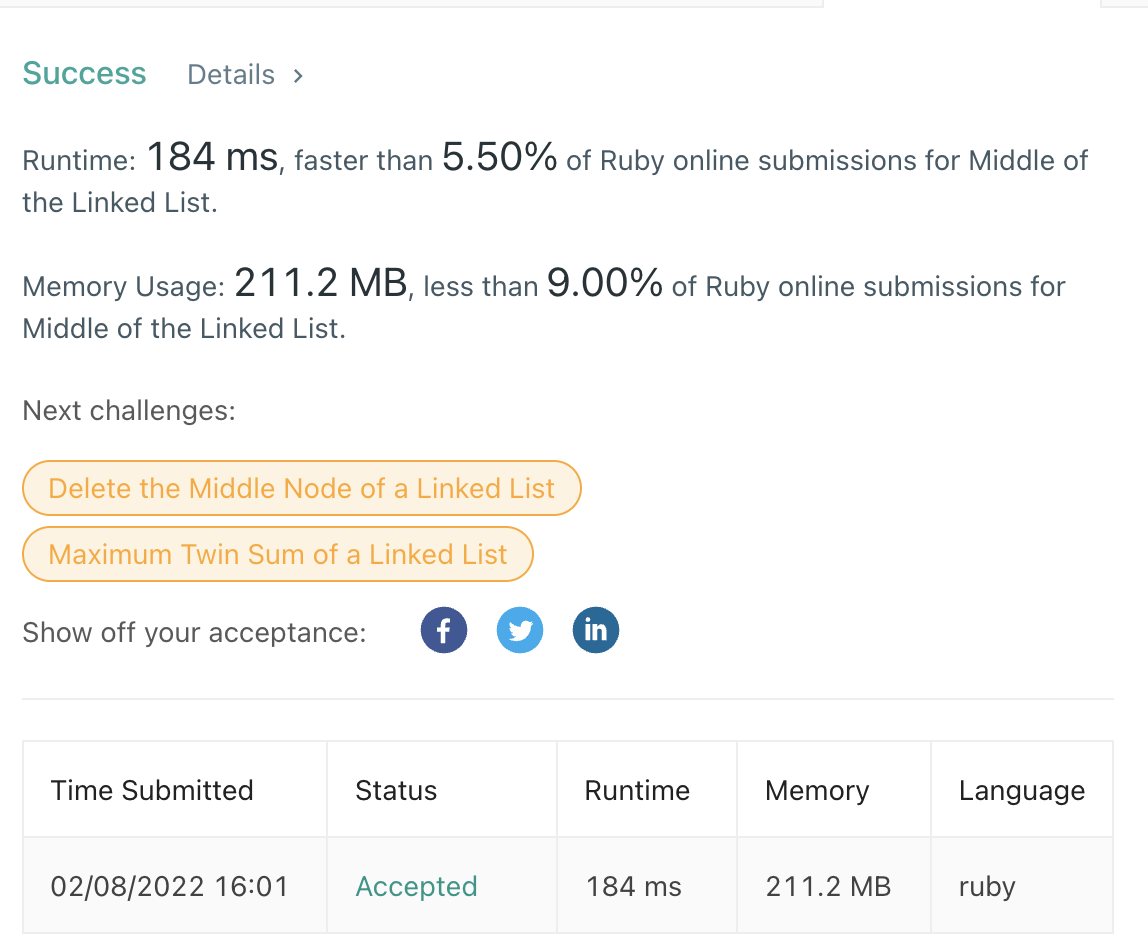 Success Details >
Runtime: 184 ms, faster than 5.50% of Ruby online submissions for Middle of
the Linked List.
Memory Usage: 211.2 MB, less than 9.00% of Ruby online submissions for
Middle of the Linked List.
Next challenges:
Delete the Middle Node of a Linked List
Maximum Twin Sum of a Linked List
Show off your acceptance: f in
Time Submitted Status Runtime Memory Language
02/08/2022 16:01 Accepted 184 ms 211.2 MB ruby